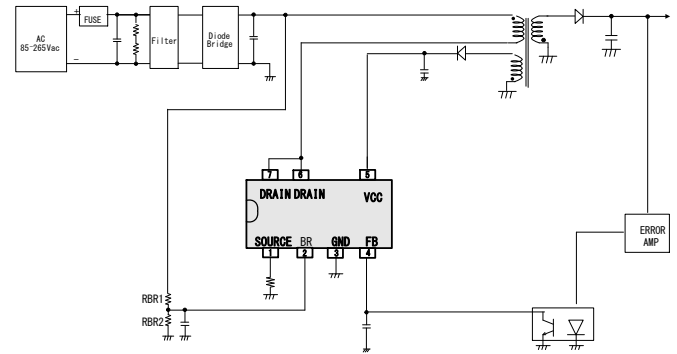 +
FUSE
AC
85-265Vac
-
Filter
Diode
Bridge
7 6 5
DRAIN DRAIN VCC
SOURCE BR GND FB
1 2 3 4
ERROR
AMP
RBR1
RBR2